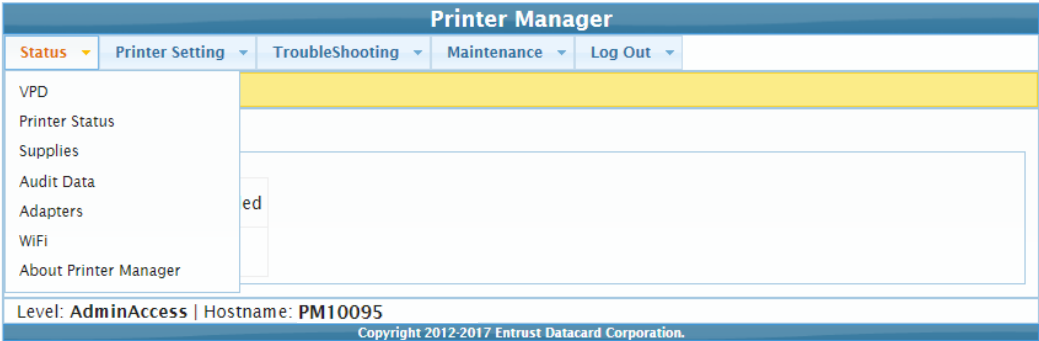 Printer Manager
Status Printer Setting TroubleShooting Maintenance Log Out
VPD
Printer Status
Supplies
Audit Data
Adapters
ed
WiFi
About Printer Manager
Level: AdminAccess | Hostname: PM10095
Copyright 2012-2017 Entrust Datacard Corporation.